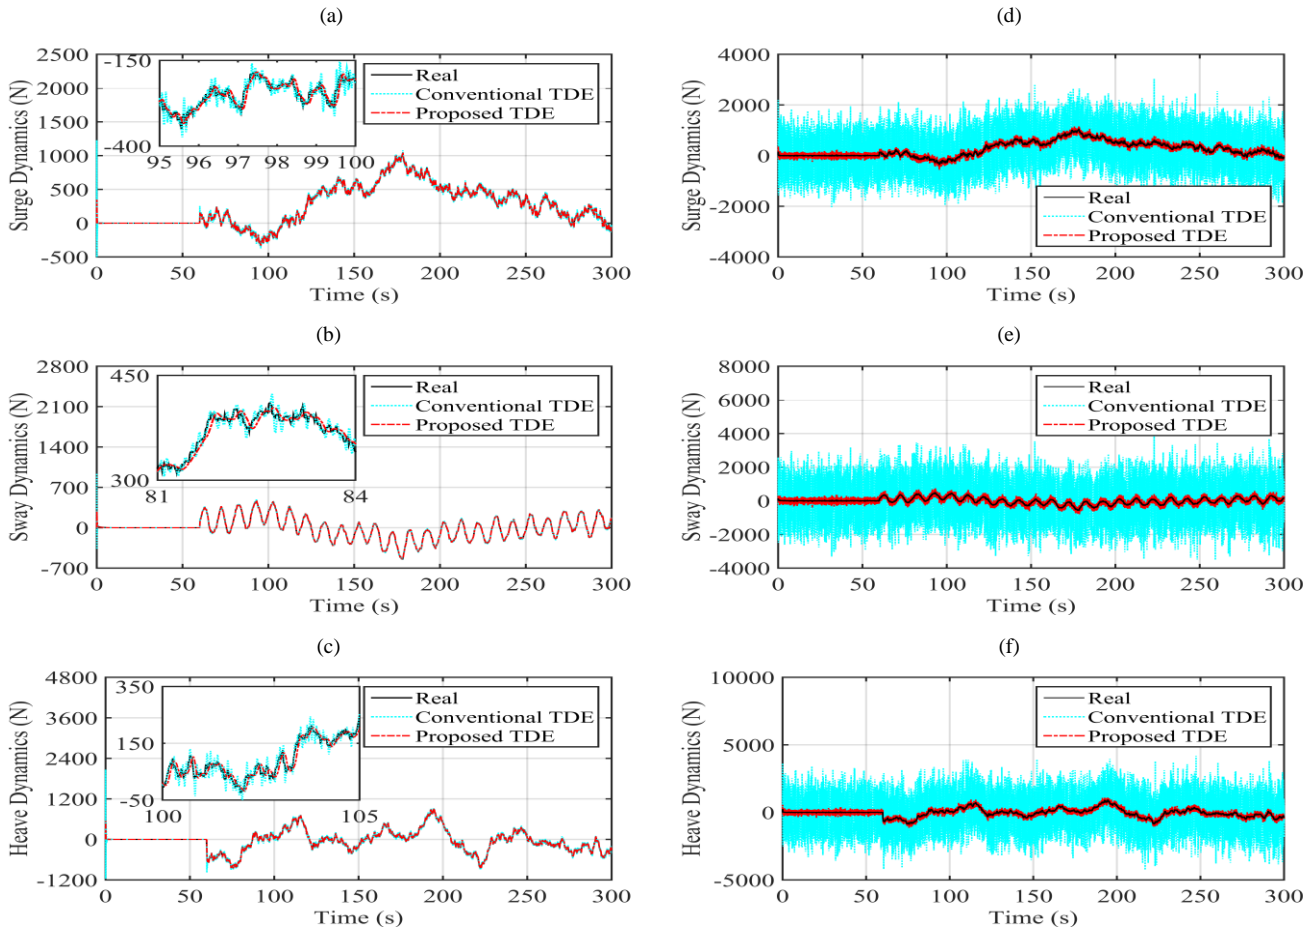 (a)
Surge Dynamics (N)
2500
2000
1500
1000
500
0
-500
-150
-400
95 96 97 98 99 100
Real
Conventional TDE
Proposed TDE
0 50 100 150 200 250 300
Time (s)
(d)
Surge Dynamics (N)
4000
2000
0
-2000
-4000
Real
Conventional TDE
Proposed TDE
0 50 100 150 200 250 300
Time (s)
(b)
Sway Dynamics (N)
2800
2100
1400
700
0
-700
450
300
81 84
Real
Conventional TDE
Proposed TDE
0 50 100 150 200 250 300
Time (s)
(e)
Sway Dynamics (N)
8000
6000
4000
2000
0
-2000
-4000
Real
Conventional TDE
Proposed TDE
0 50 100 150 200 250 300
Time (s)
(c)
Heave Dynamics (N)
4800
3600
2400
1200
0
-1200
350
150
-50
100 105
Real
Conventional TDE
Proposed TDE
0 50 100 150 200 250 300
Time (s)
(f)
Heave Dynamics (N)
10000
5000
0
-5000
Real
Conventional TDE
Proposed TDE
0 50 100 150 200 250 300
Time (s)